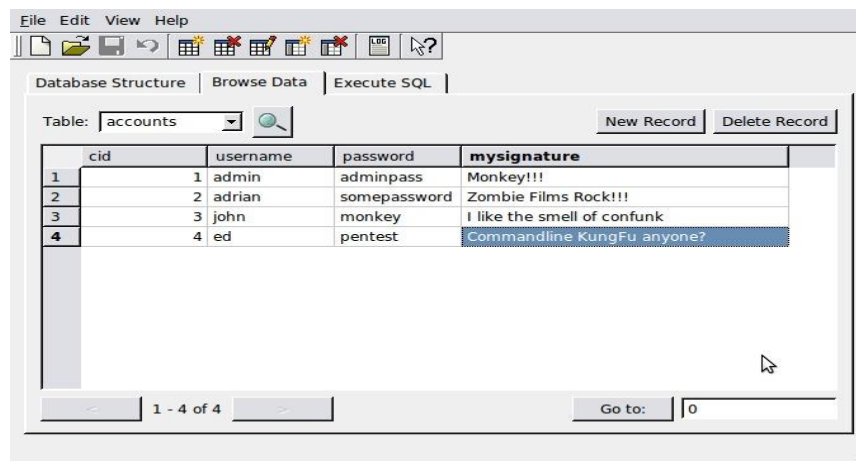 File Edit View Help
LOG ?
Database Structure Browse Data Execute SQL
Table: accounts New Record Delete Record
cid username password mysignature
1 1 admin adminpass Monkey!!!
2 2 adrian somepassword Zombie Films Rock!!!
3 3 john monkey I like the smell of confunk
4 4 ed pentest Commandline KungFu anyone?
< 1 - 4 of 4 > Go to: 0